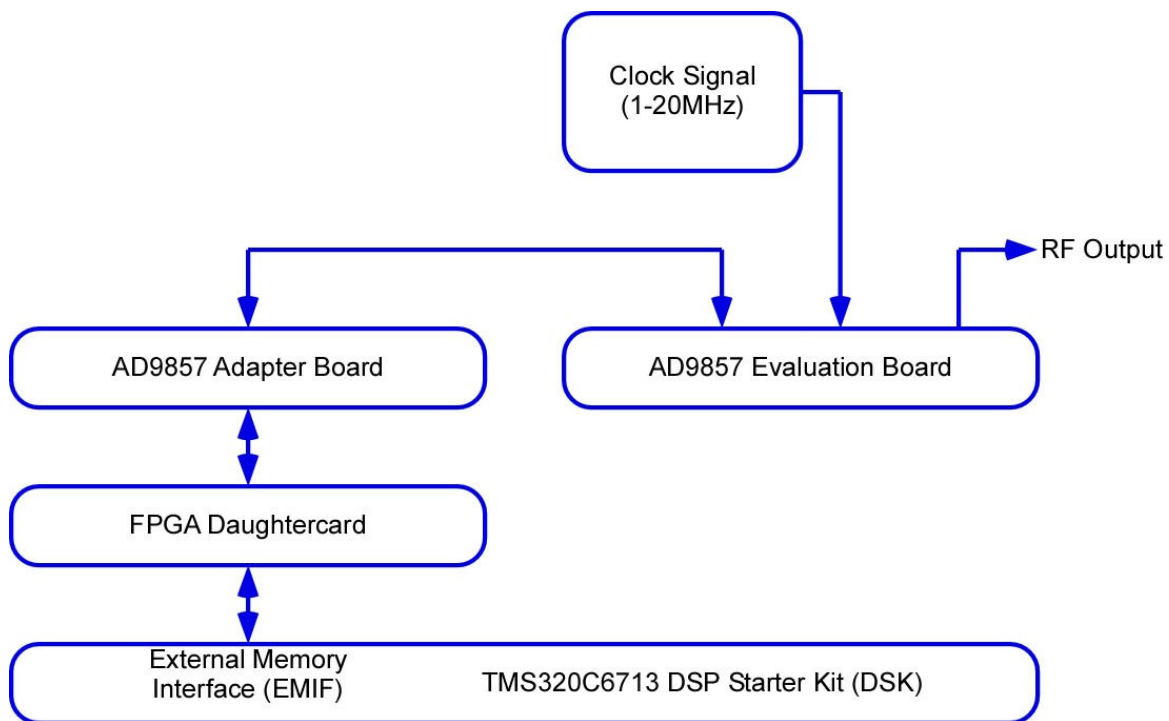 Clock Signal
(1-20MHz)
RF Output
AD9857 Adapter Board
AD9857 Evaluation Board
FPGA Daughtercard
External Memory
Interface (EMIF)
TMS320C6713 DSP Starter Kit (DSK)